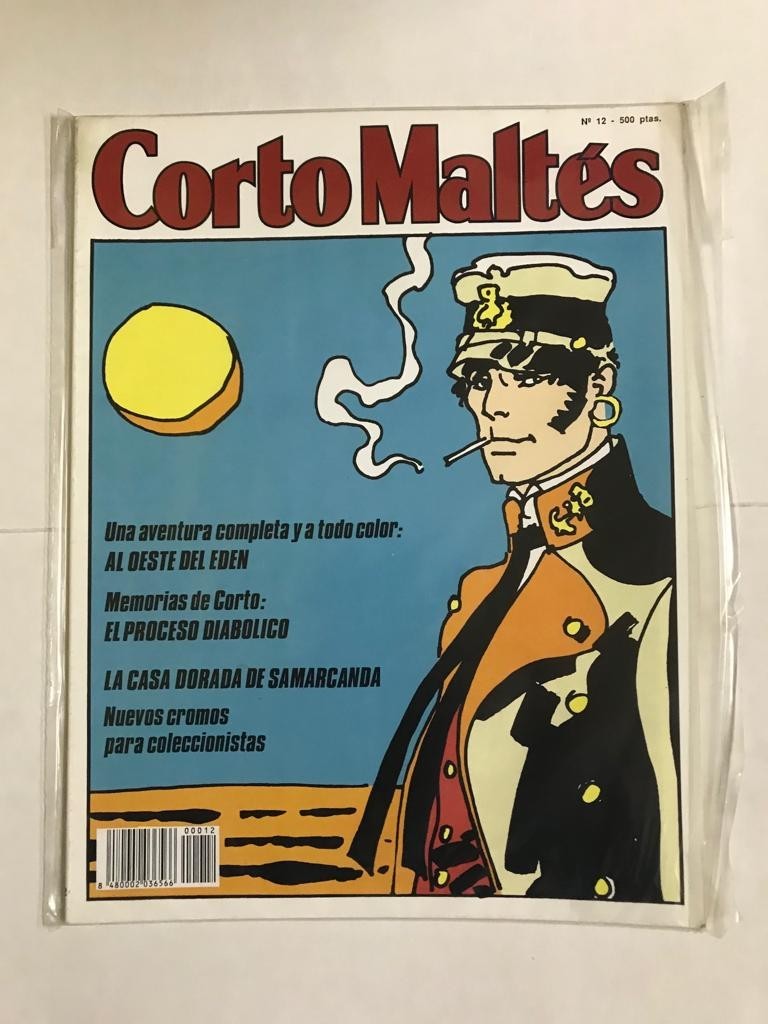 Nº 12 - 500 ptas.
Corto Maltés
Una aventura completa y a todo color:
AL OESTE DEL EDEN
Memorias de Corto:
EL PROCESO DIABOLICO
LA CASA DORADA DE SAMARCANDA
Nuevos cromos
para coleccionistas
00012
8 480002 036566